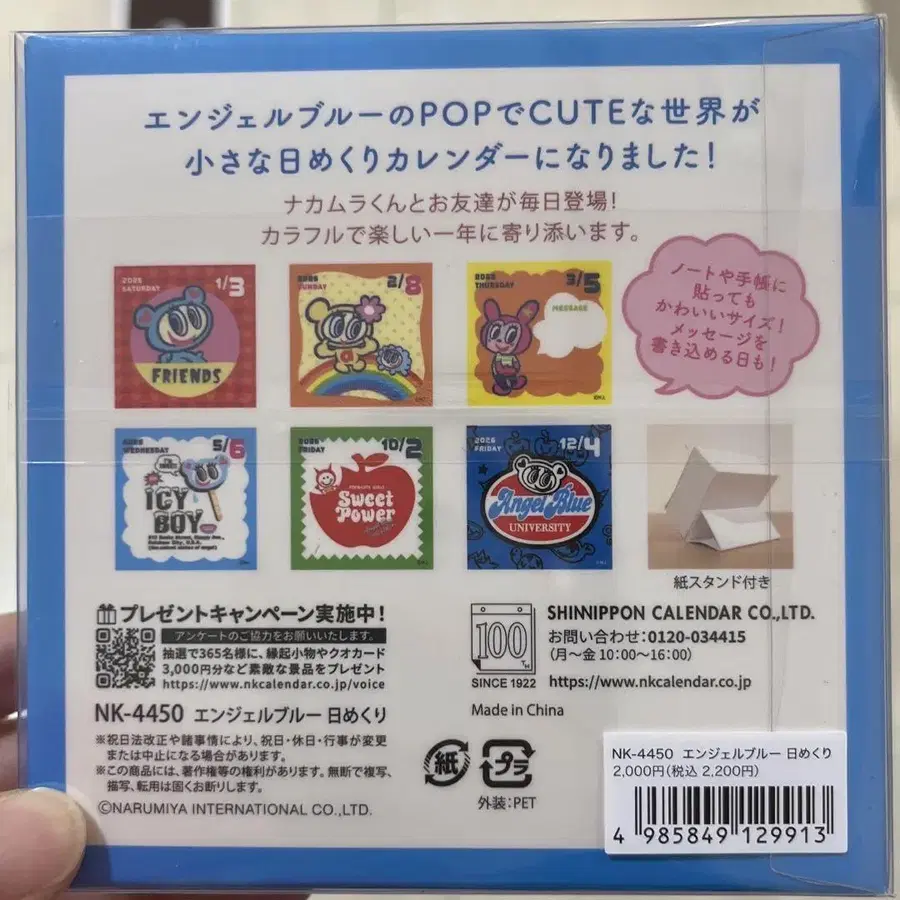 エンジェルブルーのPOPでCUTEな世界が
小さな日めくりカレンダーになりました!
ナカムラくんとお友達が毎日登場!
カラフルで楽しい一年に寄り添います。
2026
SATURDAY
1/3
FRIENDS
2026
SUNDAY
2/8
2026
THURSDAY
3/5
MESSAGE
ノートや手帳に
貼っても
かわいいサイズ!
メッセージを
書き込める日も!
2026
WEDNESDAY
5/6
ICY
BOY
2026
FRIDAY
10/2
Sweet
Power
2026
FRIDAY
12/4
Angel Blue
UNIVERSITY
紙スタンド付き
プレゼントキャンペーン実施中!
アンケートのご協力をお願いいたします。
抽選で365名様に、縁起小物やクオカード
3,000円分など素敵な景品をプレゼント
https://www.nkcalendar.co.jp/voice
100TH
SINCE 1922
SHINIPPON CALENDAR CO.,LTD.
お問い合わせ:0120-034415
(月〜金 10:00〜16:00)
https://www.nkcalendar.co.jp
NK-4450 エンジェルブルー 日めくり
Made in China
※祝日法改正や諸事情により、祝日・休日・行事が変更
または中止になる場合があります。
※この商品には、著作権等の権利があります。無断で複写、
描写、転用は固くお断りします。
©NARUMIYA INTERNATIONAL CO.,LTD.
紙
プラ
外装:PET
NK-4450 エンジェルブルー 日めくり
2,000円(税込 2,200円)
4 985849 129913